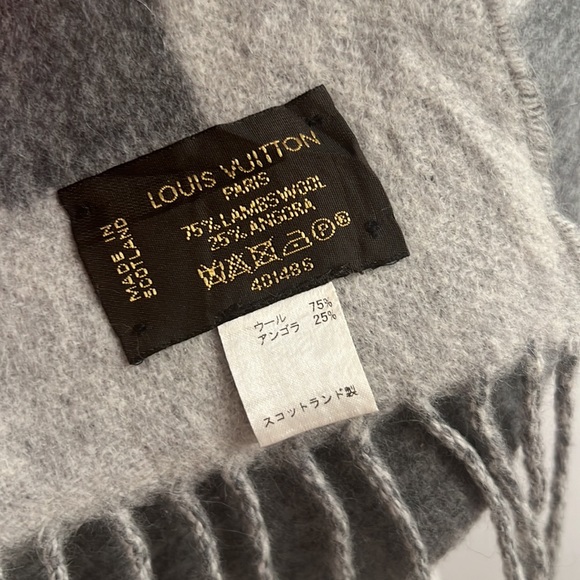 LOUIS VUITTON
PARIS
75% LAMBSWOOL
25% ANGORA
401485
MADE IN
SCOTLAND
ウール 75%
アンゴラ 25%
スコットランド製